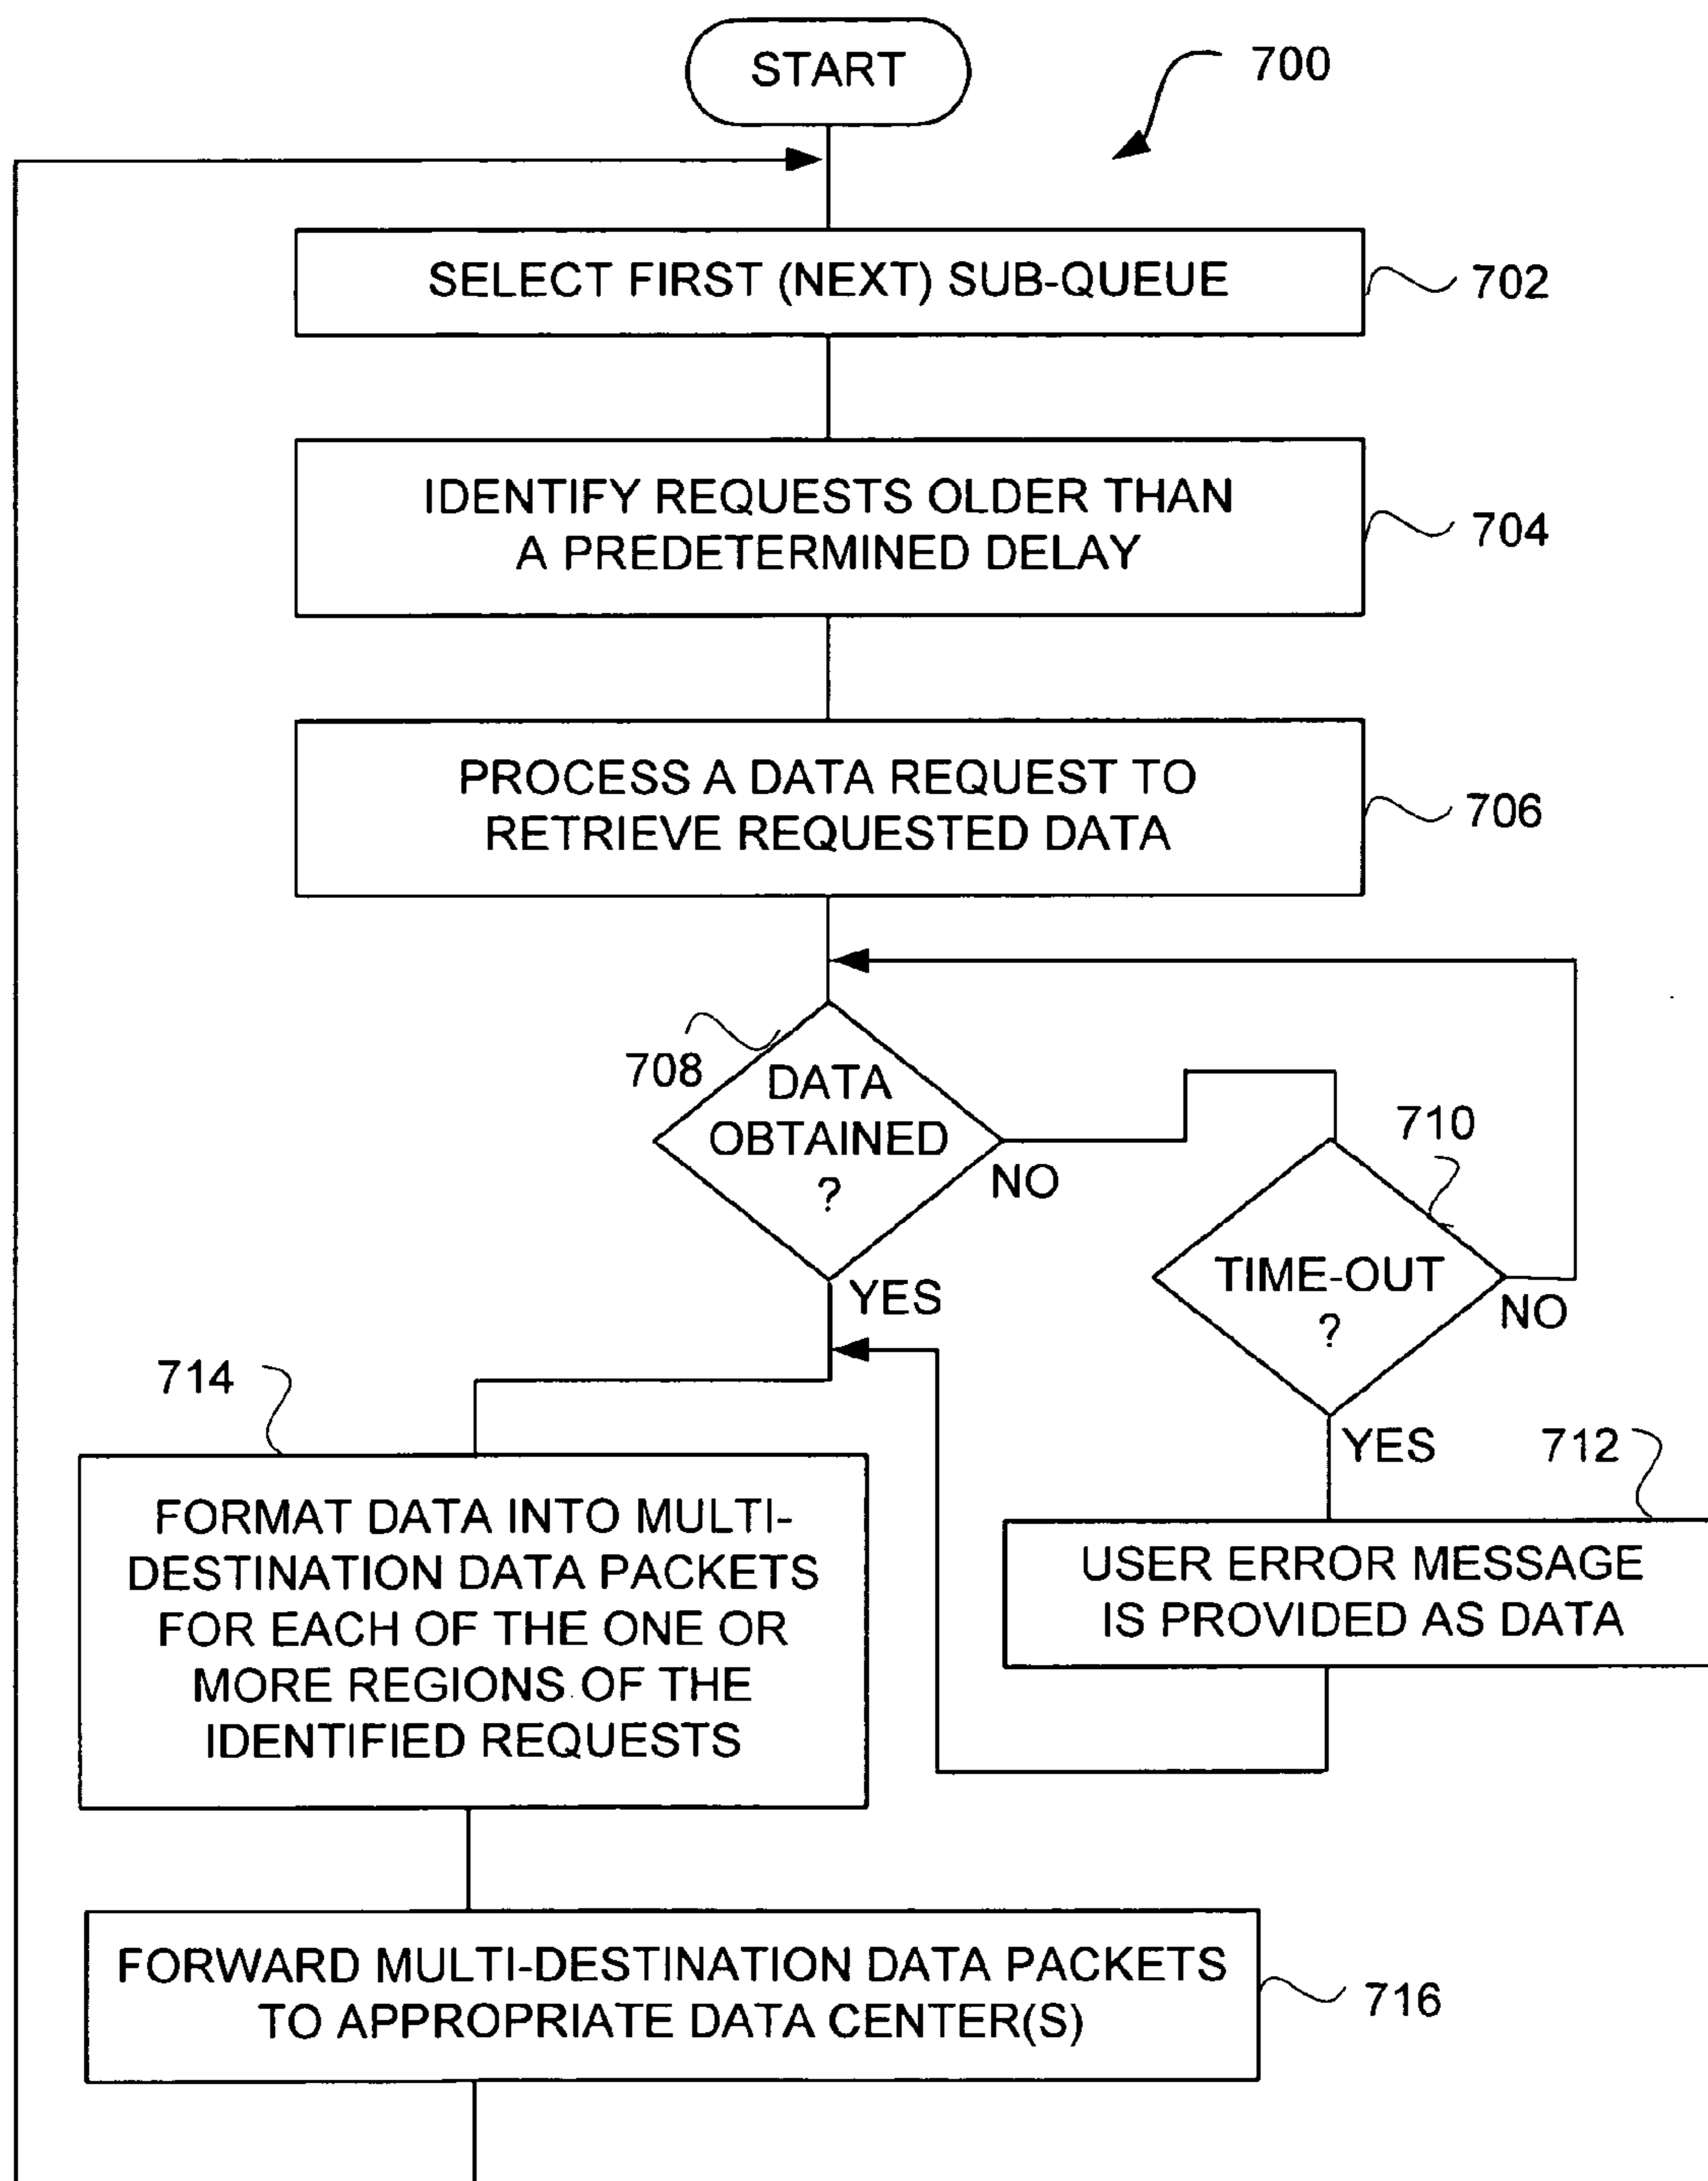 START
700
SELECT FIRST (NEXT) SUB-QUEUE
702
IDENTIFY REQUESTS OLDER THAN
A PREDETERMINED DELAY
704
PROCESS A DATA REQUEST TO
RETRIEVE REQUESTED DATA
706
708
DATA
OBTAINED
?
NO
YES
710
TIME-OUT
?
NO
YES
712
USER ERROR MESSAGE
IS PROVIDED AS DATA
714
FORMAT DATA INTO MULTI-
DESTINATION DATA PACKETS
FOR EACH OF THE ONE OR
MORE REGIONS OF THE
IDENTIFIED REQUESTS
FORWARD MULTI-DESTINATION DATA PACKETS
TO APPROPRIATE DATA CENTER(S)
716